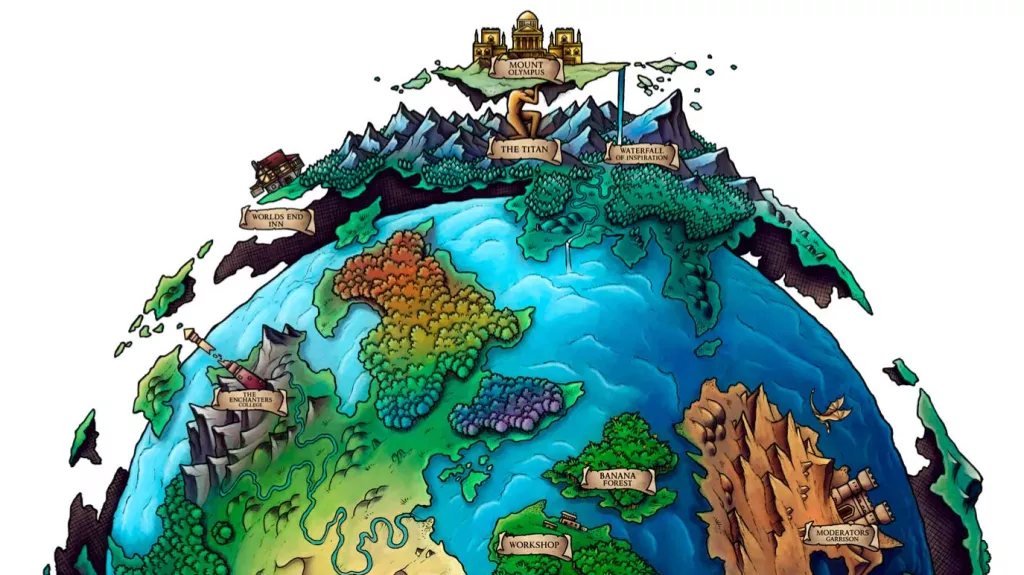 MOUNT
OLYMPUS
THE TITAN
WATERFALL
OF INSPIRATION
WORLDS END
INN
THE
ENCHANTERS
COLLEGE
BANANA
FOREST
WORKSHOP
MODERATORS
GARRISON